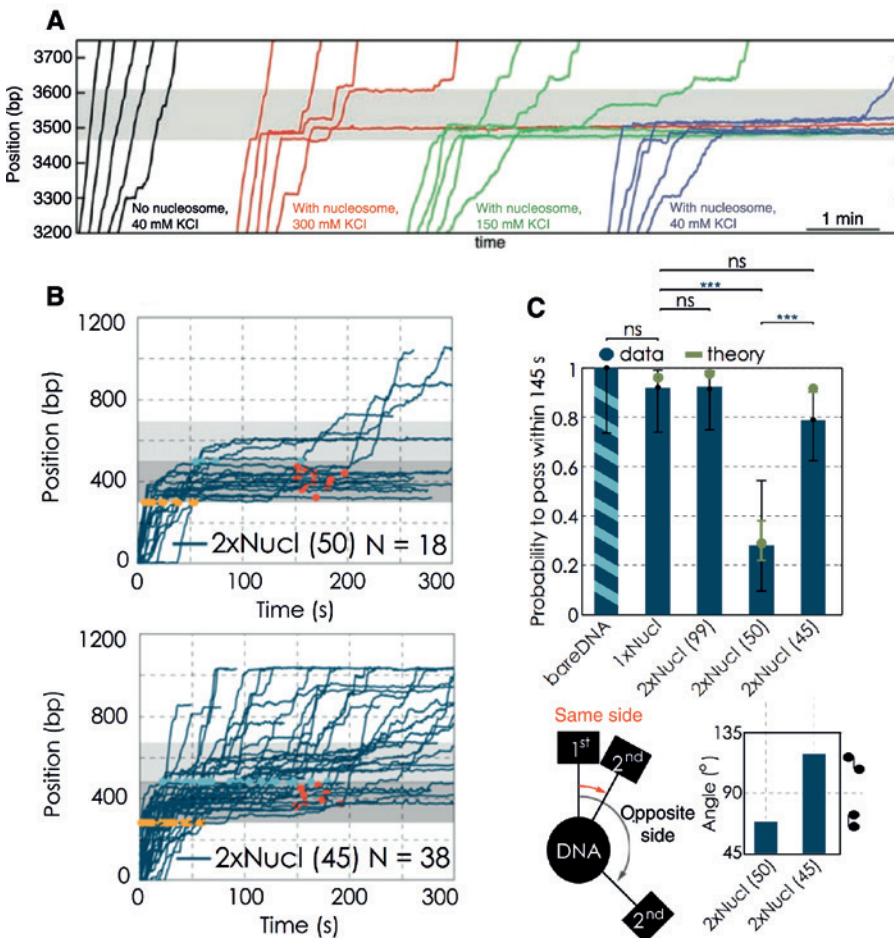 A
Position (bp)
3700
3600
3500
3400
3300
3200
No nucleosome,
40 mM KCl
With nucleosome,
300 mM KCl
With nucleosome,
150 mM KCl
With nucleosome,
40 mM KCl
1 min
time
B
Position (bp)
1200
800
400
0
2xNucl (50) N = 18
0 100 200 300
Time (s)
Position (bp)
1200
800
400
0
2xNucl (45) N = 38
0 100 200 300
Time (s)
C
ns
***
ns
ns
***
data theory
Probability to pass within 145 s
1
0.8
0.6
0.4
0.2
0
bareDNA
1xNucl
2xNucl (99)
2xNucl (50)
2xNucl (45)
Same side
1st
2nd
Opposite
side
DNA
2nd
Angle (°)
135
90
45
2xNucl (50)
2xNucl (45)